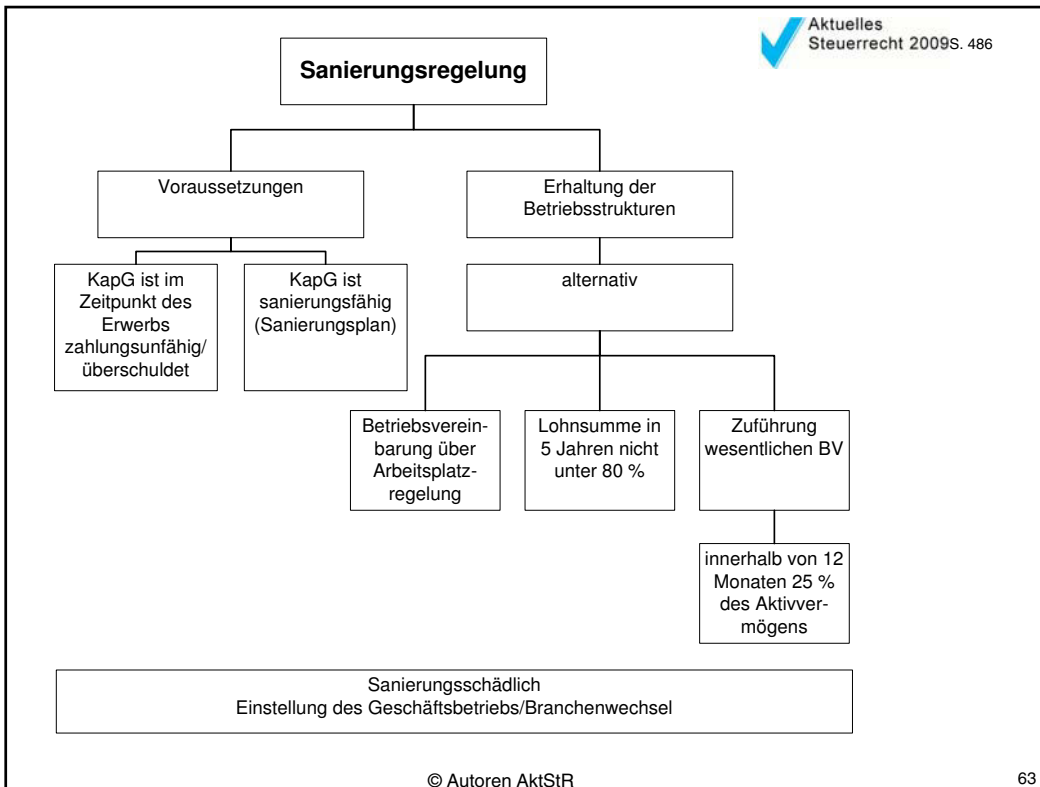 Aktuelles
Steuerrecht 2009S. 486
Sanierungsregelung
Voraussetzungen
Erhaltung der
Betriebsstrukturen
KapG ist im
Zeitpunkt des
Erwerbs
zahlungsunfähig/
überschuldet
KapG ist
sanierungsfähig
(Sanierungsplan)
alternativ
Betriebsverein-
barung über
Arbeitsplatz-
regelung
Lohnsumme in
5 Jahren nicht
unter 80 %
Zuführung
wesentlichen BV
innerhalb von 12
Monaten 25 %
des Aktivver-
mögens
Sanierungsschädlich
Einstellung des Geschäftsbetriebs/Branchenwechsel
© Autoren AktStR
63